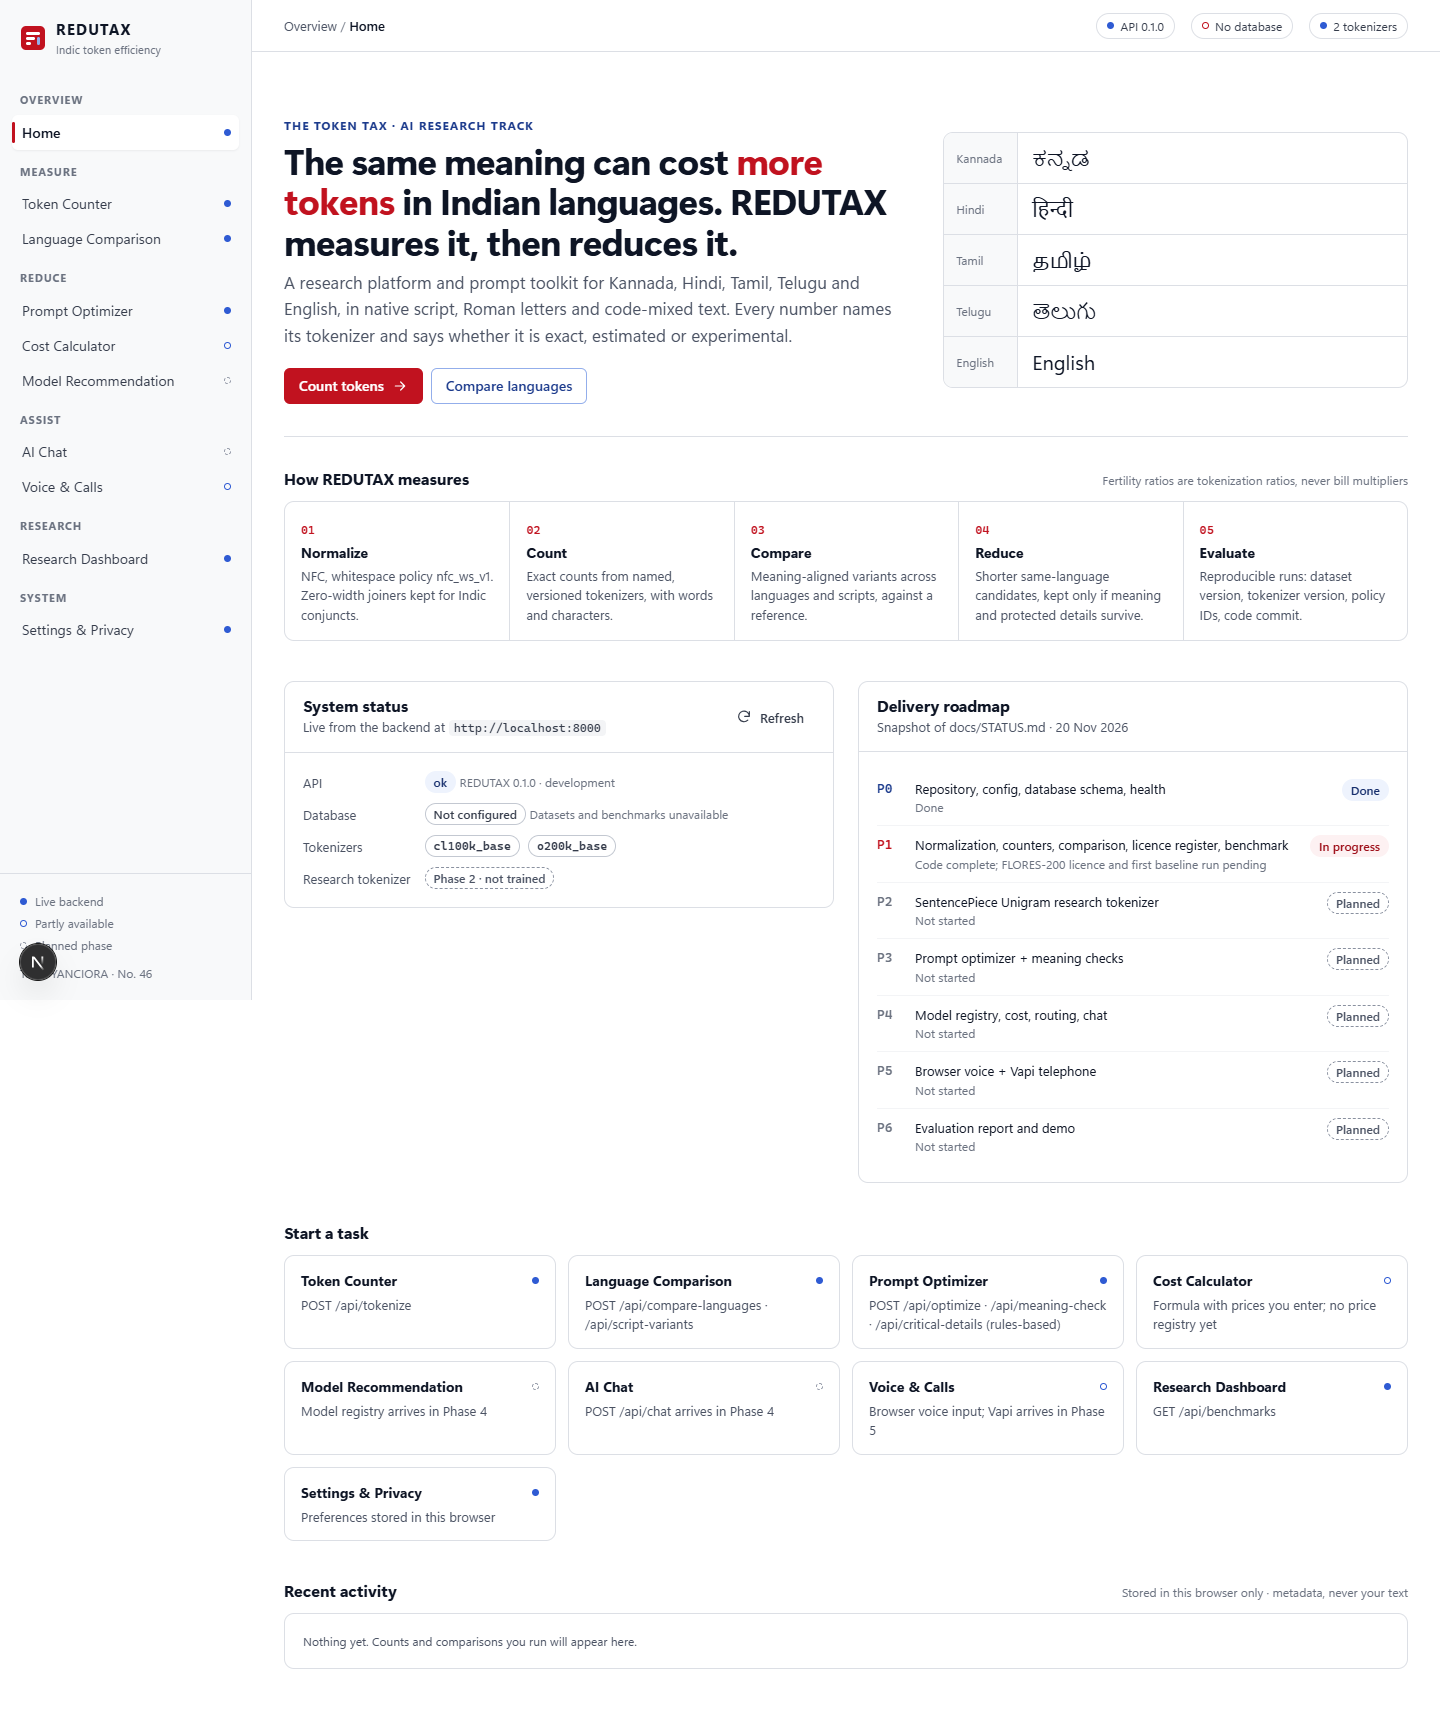 REDUTAX
Indic token efficiency
OVERVIEW
Home
MEASURE
Token Counter
Language Comparison
REDUCE
Prompt Optimizer
Cost Calculator
Model Recommendation
ASSIST
AI Chat
Voice & Calls
RESEARCH
Research Dashboard
SYSTEM
Settings & Privacy
Live backend
Partly available
phase
N
VANCIORA · No. 46
Overview / Home
API 0.1.0
No database
2 tokenizers
THE TOKEN TAX · AI RESEARCH TRACK
The same meaning can cost more
tokens in Indian languages. REDUTAX
measures it, then reduces it.
A research platform and prompt toolkit for Kannada, Hindi, Tamil, Telugu and
English, in native script, Roman letters and code-mixed text. Every number names
its tokenizer and says whether it is exact, estimated or experimental.
Count tokens →
Compare languages
Kannada ಕನ್ನಡ
Hindi हिन्दी
Tamil தமிழ்
Telugu తెలుగు
English English
How REDUTAX measures
Fertility ratios are tokenization ratios, never bill multipliers
01
Normalize
NFC, whitespace policy nfc_ws_v1.
Zero-width joiners kept for Indic
conjuncts.
02
Count
Exact counts from named,
versioned tokenizers, with words
and characters.
03
Compare
Meaning-aligned variants across
languages and scripts, against a
reference.
04
Reduce
Shorter same-language
candidates, kept only if meaning
and protected details survive.
05
Evaluate
Reproducible runs: dataset
version, tokenizer version, policy
IDs, code commit.
System status
Live from the backend at http://localhost:8000
Refresh
API ok REDUTAX 0.1.0 · development
Database Not configured Datasets and benchmarks unavailable
Tokenizers cl100k_base o200k_base
Research tokenizer Phase 2 · not trained
Delivery roadmap
Snapshot of docs/STATUS.md · 20 Nov 2026
P0 Repository, config, database schema, health Done
Done
P1 Normalization, counters, comparison, licence register, benchmark In progress
Code complete; FLORES-200 licence and first baseline run pending
P2 SentencePiece Unigram research tokenizer Planned
Not started
P3 Prompt optimizer + meaning checks Planned
Not started
P4 Model registry, cost, routing, chat Planned
Not started
P5 Browser voice + Vapi telephone Planned
Not started
P6 Evaluation report and demo Planned
Not started
Start a task
Token Counter
POST /api/tokenize
Language Comparison
POST /api/compare-languages ·
/api/script-variants
Prompt Optimizer
POST /api/optimize · /api/meaning-check
· /api/critical-details (rules-based)
Cost Calculator
Formula with prices you enter; no price
registry yet
Model Recommendation
Model registry arrives in Phase 4
AI Chat
POST /api/chat arrives in Phase 4
Voice & Calls
Browser voice input; Vapi arrives in Phase
5
Research Dashboard
GET /api/benchmarks
Settings & Privacy
Preferences stored in this browser
Recent activity
Stored in this browser only · metadata, never your text
Nothing yet. Counts and comparisons you run will appear here.